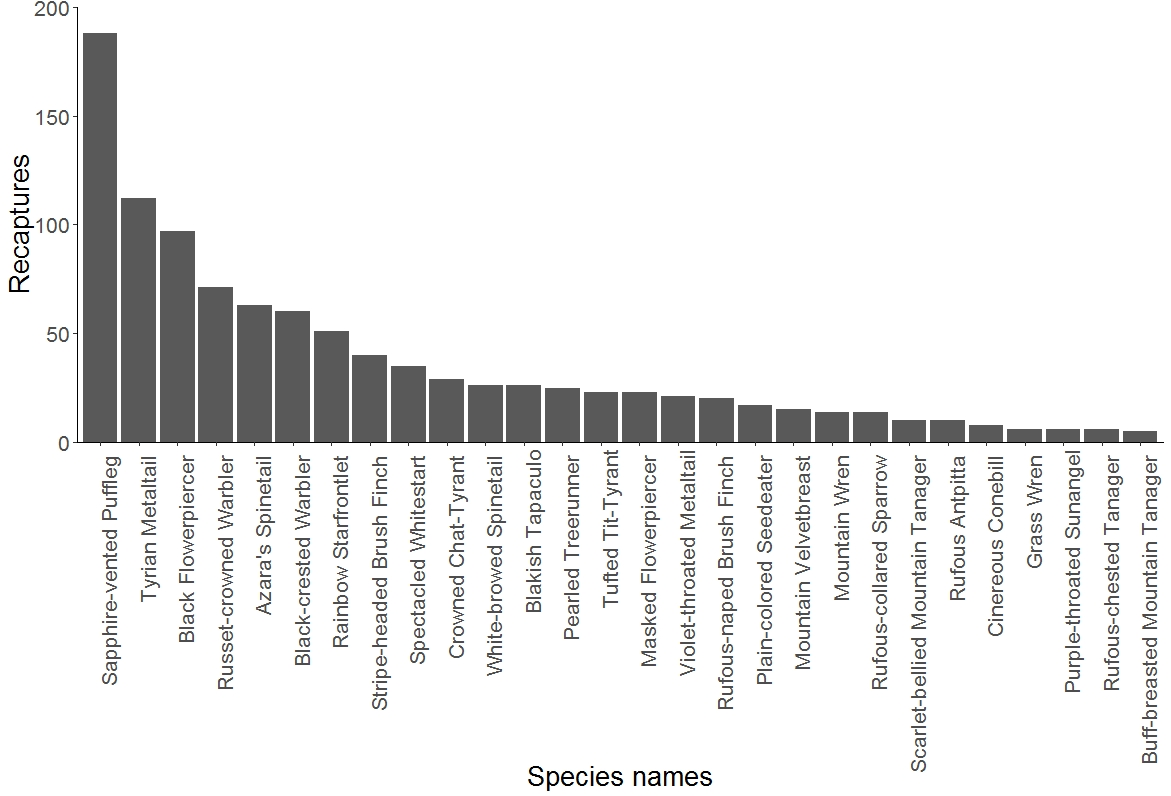 200
150
100
50
0
Recaptures
Sapphire-vented Puffleg
Tyrian Metaltail
Black Flowerpiercer
Russet-crowned Warbler
Azara's Spinetail
Black-crested Warbler
Rainbow Starfrontlet
Stripe-headed Brush Finch
Spectacled Whitestart
Crowned Chat-Tyrant
White-browed Spinetail
Blakish Tapaculo
Pearled Treerunner
Tufted Tit-Tyrant
Masked Flowerpiercer
Violet-throated Metaltail
Rufous-naped Brush Finch
Plain-colored Seedeater
Mountain Velvetbreast
Mountain Wren
Rufous-collared Sparrow
Scarlet-bellied Mountain Tanager
Rufous Antpitta
Cinereous Conebill
Grass Wren
Purple-throated Sunangel
Rufous-chested Tanager
Buff-breasted Mountain Tanager
Species names